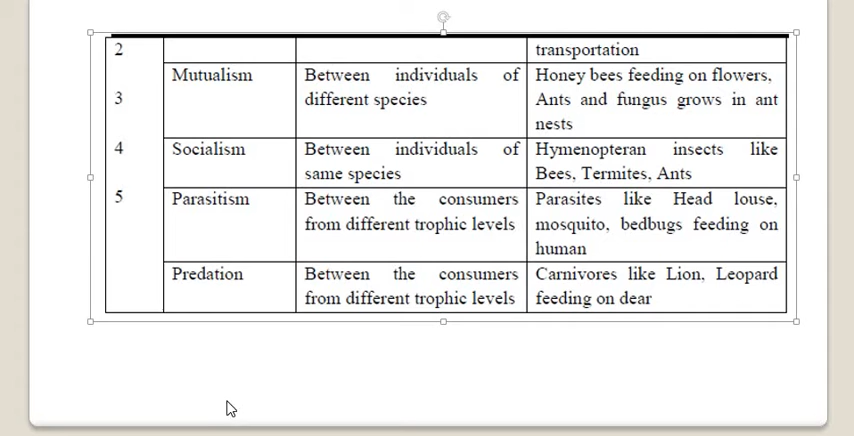 2 transportation
Mutualism Between individuals of Honey bees feeding on flowers,
3 different species Ants and fungus grows in ant
nests
4 Socialism Between individuals of Hymenopteran insects like
same species Bees, Termites, Ants
5 Parasitism Between the consumers Parasites like Head louse,
from different trophic levels mosquito, bedbugs feeding on
human
Predation Between the consumers Carnivores like Lion, Leopard
from different trophic levels feeding on dear